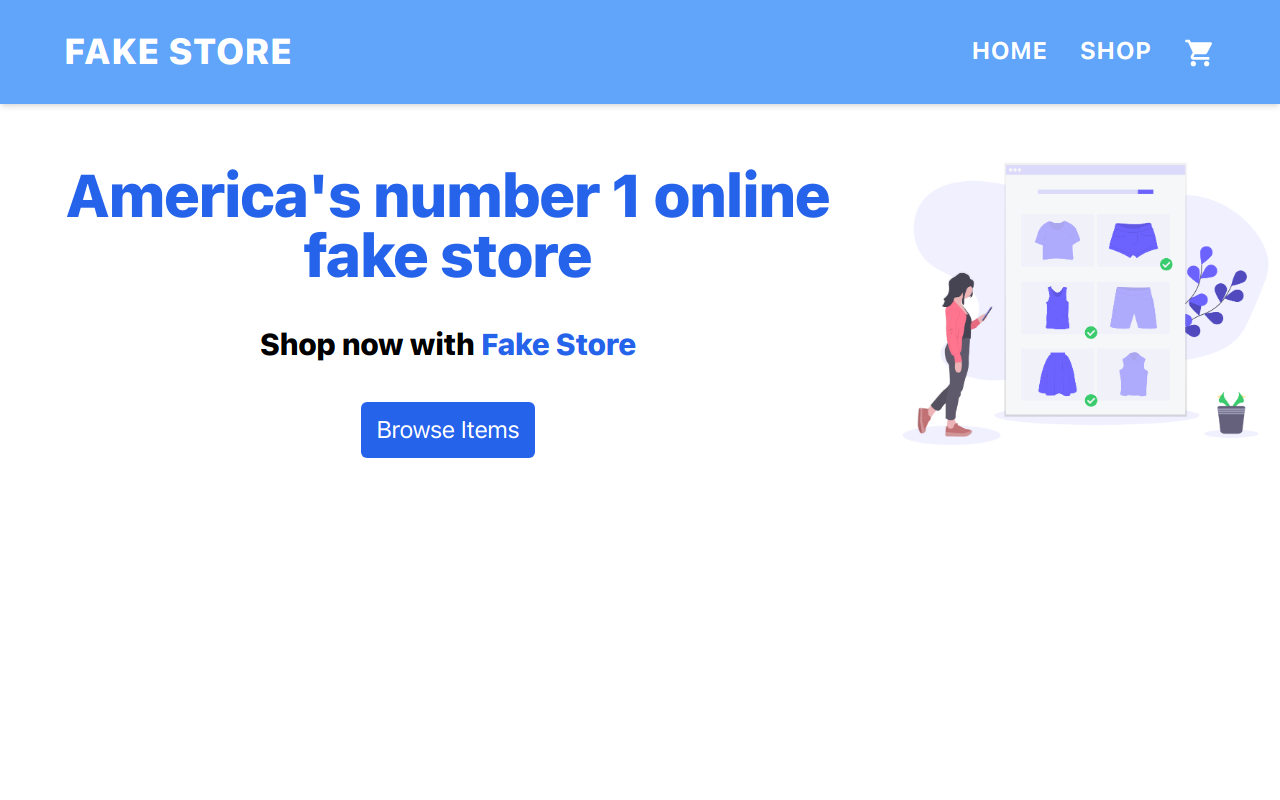 FAKE STORE
HOME SHOP
America's number 1 online
fake store
Shop now with Fake Store
Browse Items